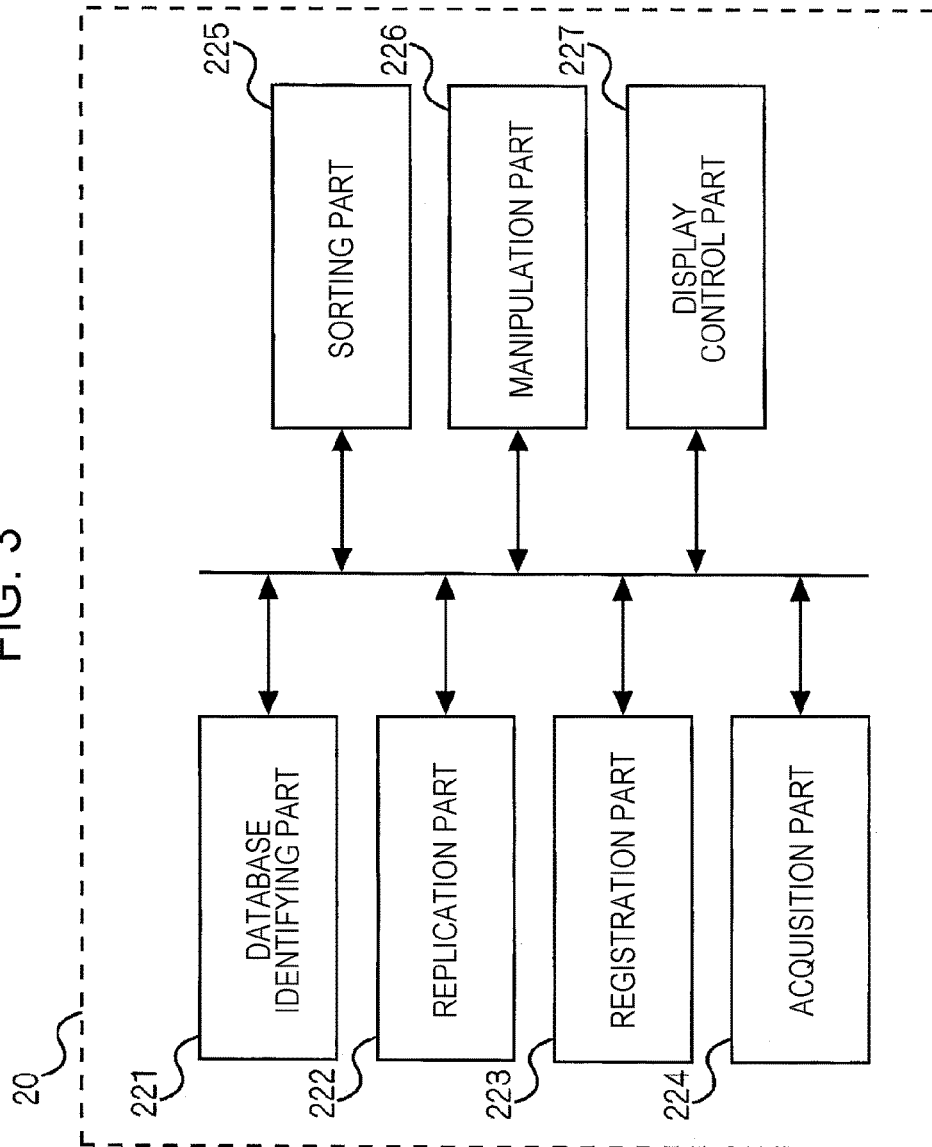 FIG. 3
20
221
DATABASE
IDENTIFYING PART
222
REPLICATION PART
223
REGISTRATION PART
224
ACQUISITION PART
225
SORTING PART
226
MANIPULATION PART
227
DISPLAY
CONTROL PART